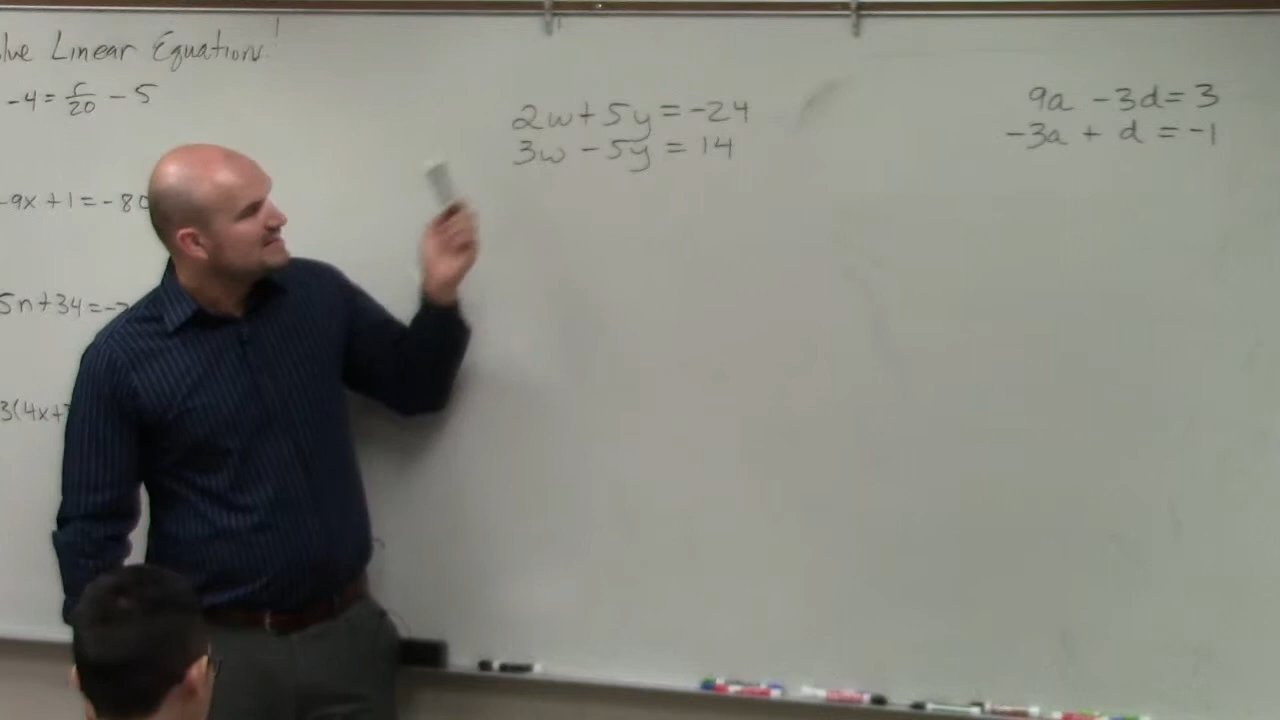 Linear Equations!
-4 = r/20 - 5
-9x + 1 = -80
5n + 34 = -
3(4x +
2w + 5y = -24
3w - 5y = 14
9a - 3d = 3
-3a + d = -1